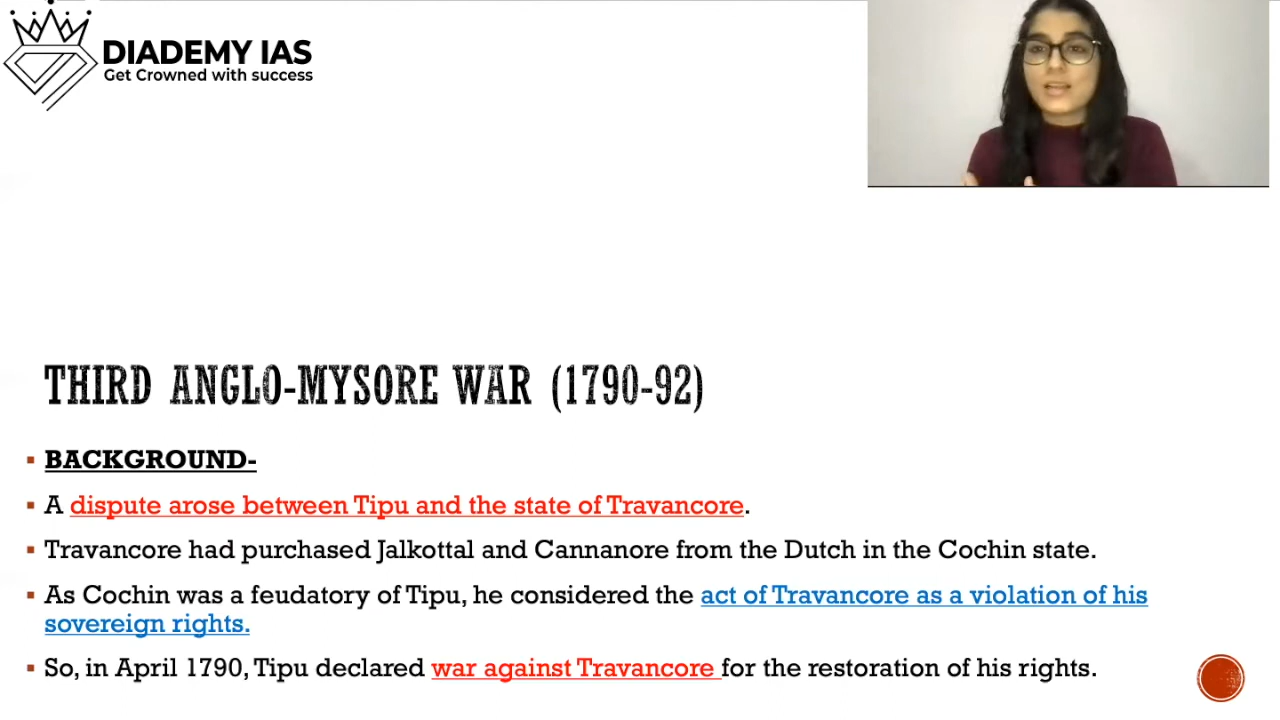 DIADEMY IAS
Get Crowned with success
THIRD ANGLO-MYSORE WAR (1790-92)
▪ BACKGROUND-
▪ A dispute arose between Tipu and the state of Travancore.
▪ Travancore had purchased Jalkottal and Cannanore from the Dutch in the Cochin state.
▪ As Cochin was a feudatory of Tipu, he considered the act of Travancore as a violation of his
sovereign rights.
▪ So, in April 1790, Tipu declared war against Travancore for the restoration of his rights.